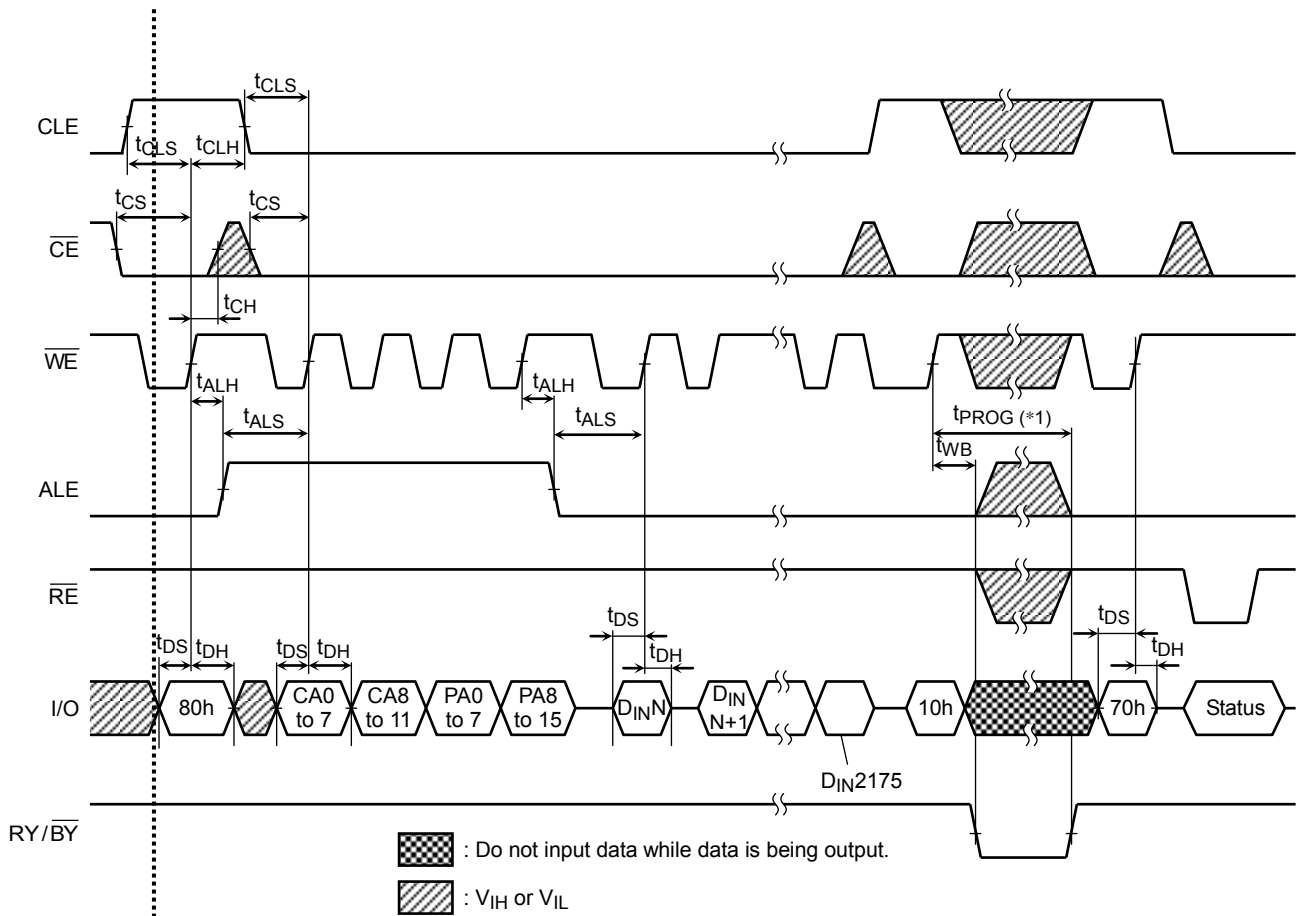 tCLS
CLE
tCLS
tCLH
tCS
tCS
CE
tCH
WE
tALH
tALH
tALS
tALS
tPROG (*1)
tWB
ALE
RE
tDS
tDH
tDS
tDH
tDS
tDH
tDS
tDH
I/O
80h
CA0 to 7
CA8 to 11
PA0 to 7
PA8 to 15
DINN
DIN N+1
10h
70h
Status
DIN2175
RY/BY
: Do not input data while data is being output.
: VIH or VIL